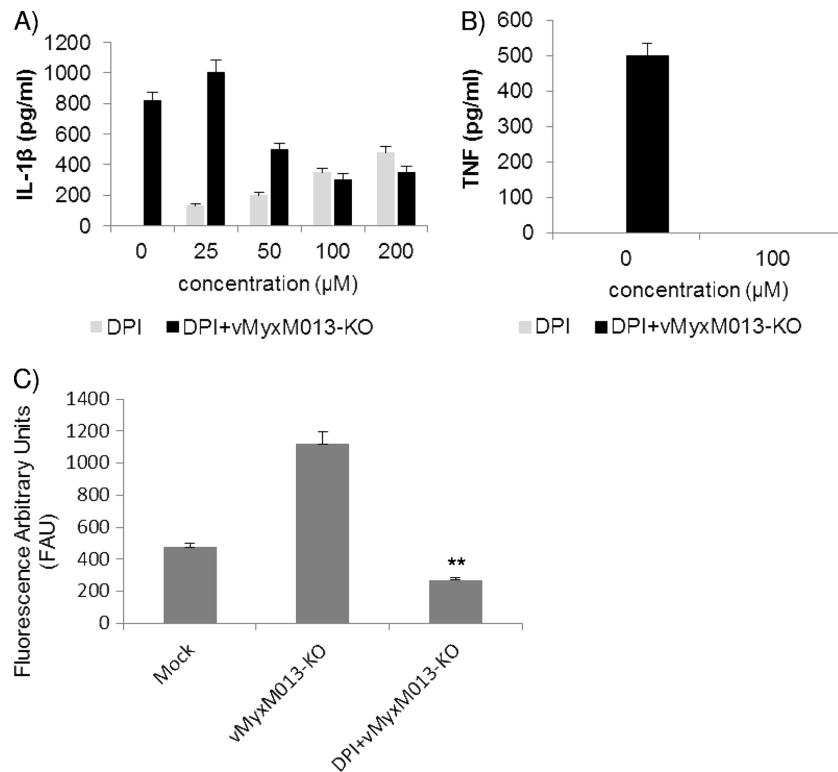 A)
1200
1000
800
600
400
200
0
IL-1β (pg/ml)
0 25 50 100 200
concentration (µM)
DPI DPI+vMyxM013-KO
B)
600
500
400
300
200
100
0
TNF (pg/ml)
0 100
concentration (µM)
DPI DPI+vMyxM013-KO
C)
1400
1200
1000
800
600
400
200
0
Fluorescence Arbitrary Units
(FAU)
**
Mock
vMyxM013-KO
DPI+vMyxM013-KO